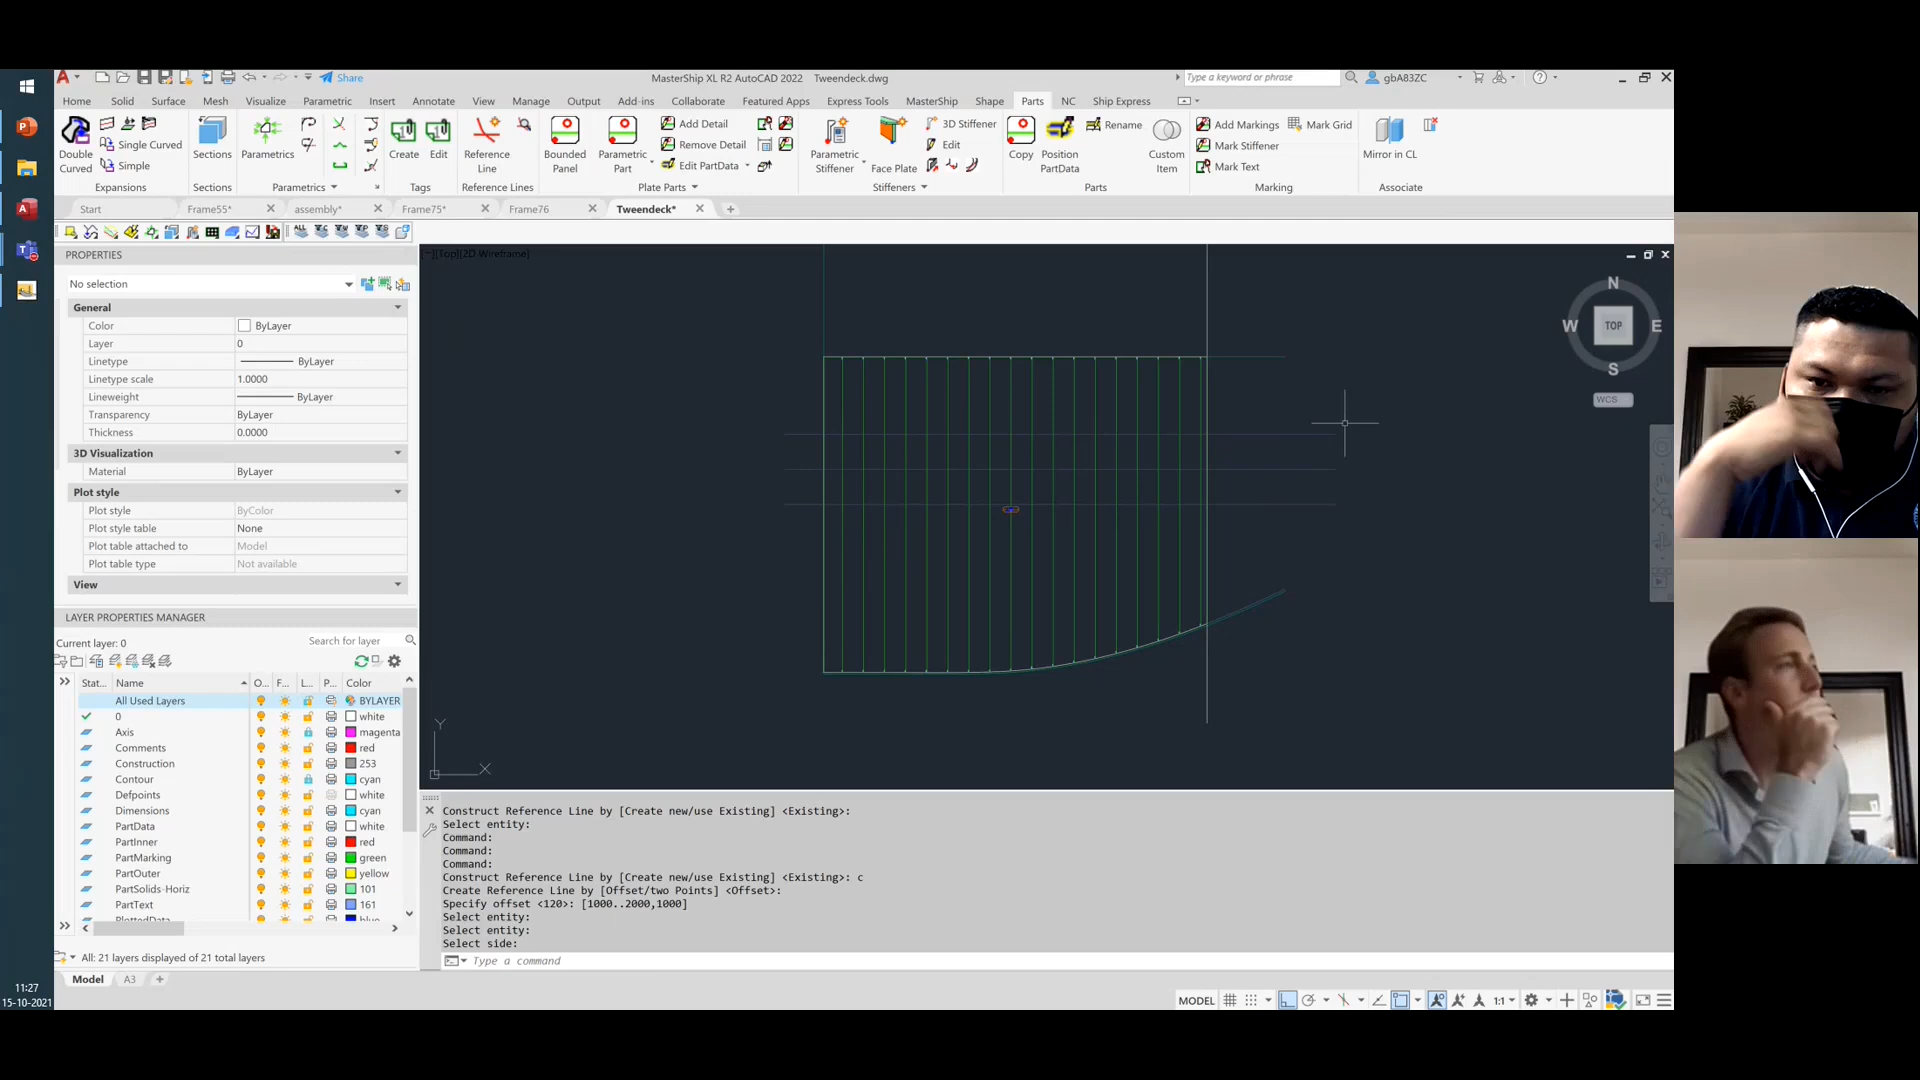 Share
MasterShip XL R2 AutoCAD 2022 Tweendeck.dwg
Type a keyword or phrase
gbA83ZC
Home Solid Surface Mesh Visualize Parametric Insert Annotate View Manage Output Add-ins Collaborate Featured Apps Express Tools MasterShip Shape Parts NC Ship Express
Double Curved
Single Curved
Simple
Sections
Parametrics
Create
Edit
Reference Line
Bounded Panel
Parametric Part
Add Detail
Remove Detail
Edit PartData
Parametric Stiffener
Face Plate
3D Stiffener
Edit
Copy
Position PartData
Rename
Custom Item
Add Markings
Mark Grid
Mark Stiffener
Mark Text
Mirror in CL
Expansions Sections Parametrics Tags Reference Lines Plate Parts Stiffeners Parts Marking Associate
Start Frame55* assembly* Frame75* Frame76 Tweendeck*
ALL
PROPERTIES
No selection
General
Color ByLayer
Layer 0
Linetype ByLayer
Linetype scale 1.0000
Lineweight ByLayer
Transparency ByLayer
Thickness 0.0000
3D Visualization
Material ByLayer
Plot style
Plot style ByColor
Plot style table None
Plot table attached to Model
Plot table type Not available
View
[−][Top][2D Wireframe]
N
W TOP E
S
WCS
Y
X
LAYER PROPERTIES MANAGER
Current layer: 0
Search for layer
Stat... Name O... F... L... P... Color
All Used Layers BYLAYER
0 white
Axis magenta
Comments red
Construction 253
Contour cyan
Defpoints white
Dimensions cyan
PartData white
PartInner red
PartMarking green
PartOuter yellow
PartSolids-Horiz 101
PartText 161
PlottedData blue
All: 21 layers displayed of 21 total layers
Construct Reference Line by [Create new/use Existing] <Existing>:
Select entity:
Command:
Command:
Command:
Construct Reference Line by [Create new/use Existing] <Existing>: c
Create Reference Line by [Offset/two Points] <Offset>:
Specify offset <120>: [1000..2000,1000]
Select entity:
Select entity:
Select side:
Type a command
Model A3
MODEL
1:1
11:27
15-10-2021